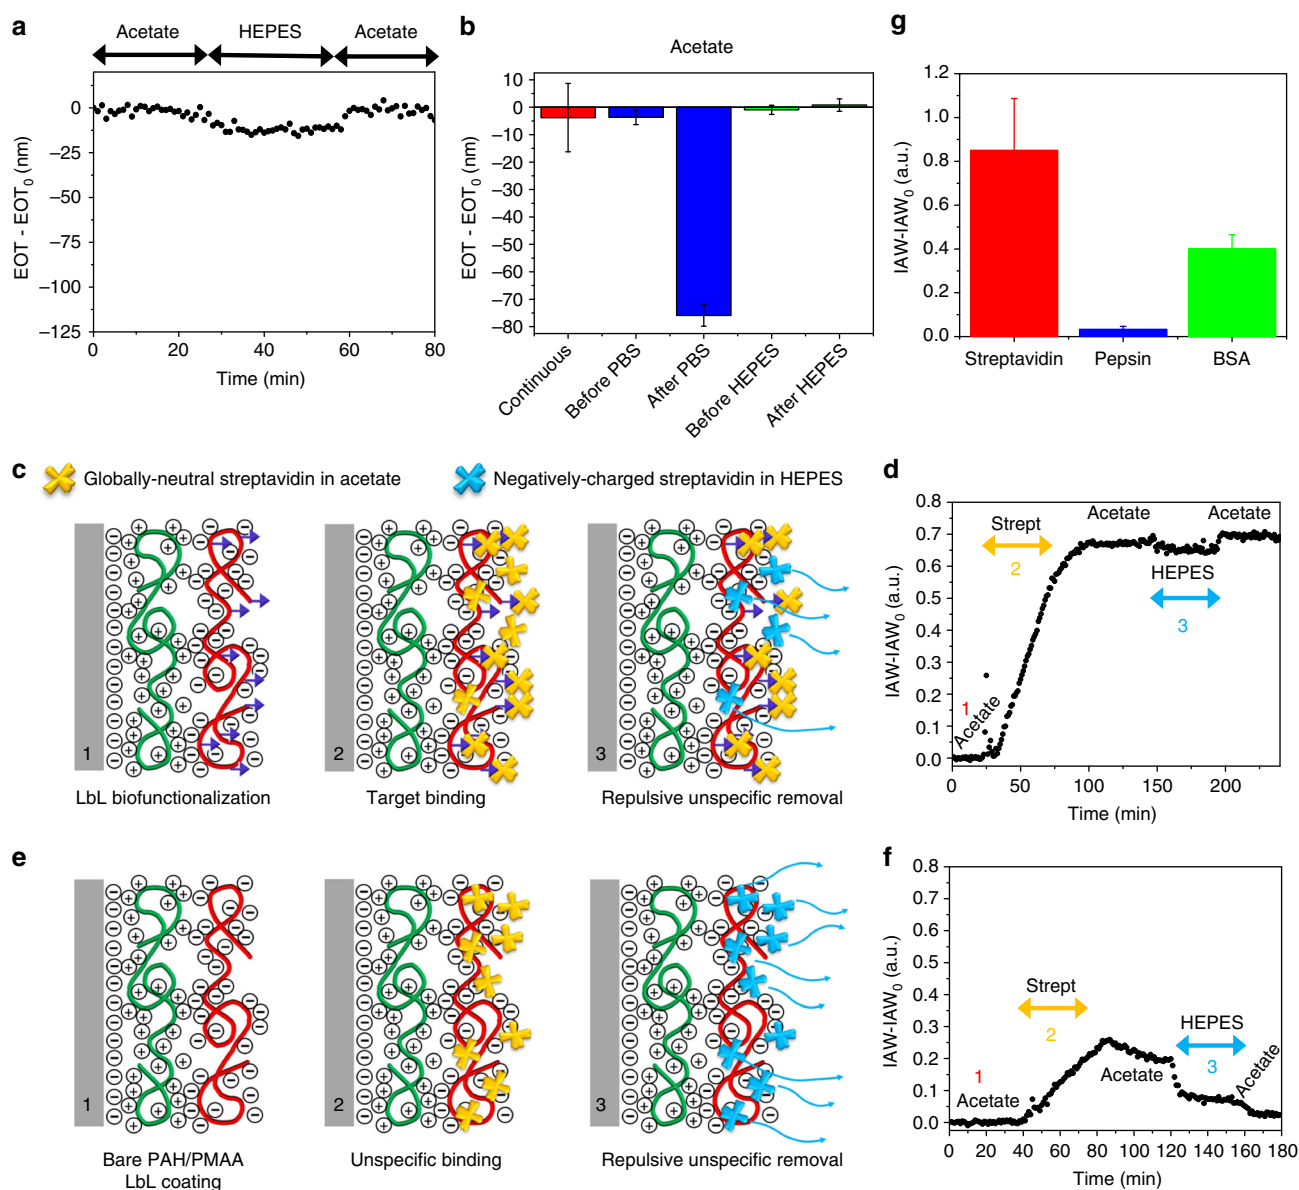 a
Acetate HEPES Acetate
0
−25
−50
−75
−100
−125
EOT - EOT0 (nm)
0 20 40 60 80
Time (min)
b
Acetate
10
0
−10
−20
−30
−40
−50
−60
−70
−80
EOT - EOT0 (nm)
Continuous
Before PBS
After PBS
Before HEPES
After HEPES
g
1.2
1.0
0.8
0.6
0.4
0.2
0.0
IAW-IAW0 (a.u.)
Streptavidin Pepsin BSA
c
Globally-neutral streptavidin in acetate
Negatively-charged streptavidin in HEPES
1
LbL biofunctionalization
2
Target binding
3
Repulsive unspecific removal
d
0.8
0.7
0.6
0.5
0.4
0.3
0.2
0.1
0.0
IAW-IAW0 (a.u.)
Strept
2
Acetate
Acetate
HEPES
3
1
Acetate
0 50 100 150 200
Time (min)
e
1
Bare PAH/PMAA
LbL coating
2
Unspecific binding
3
Repulsive unspecific removal
f
0.8
0.7
0.6
0.5
0.4
0.3
0.2
0.1
0.0
IAW-IAW0 (a.u.)
Strept
2
HEPES
3
1
Acetate
Acetate
Acetate
0 20 40 60 80 100 120 140 160 180
Time (min)